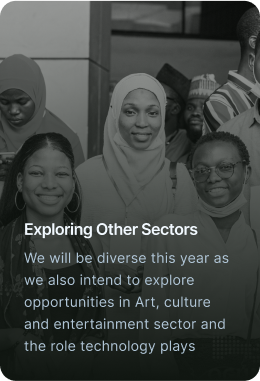 Exploring Other Sectors
We will be diverse this year as
we also intend to explore
opportunities in Art, culture
and entertainment sector and
the role technology plays